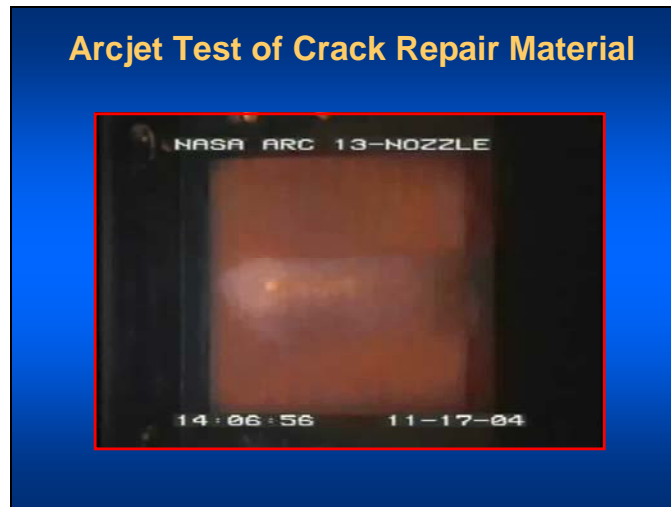 Arcjet Test of Crack Repair Material
NASA ARC 13-NOZZLE
14:06:56 11-17-04